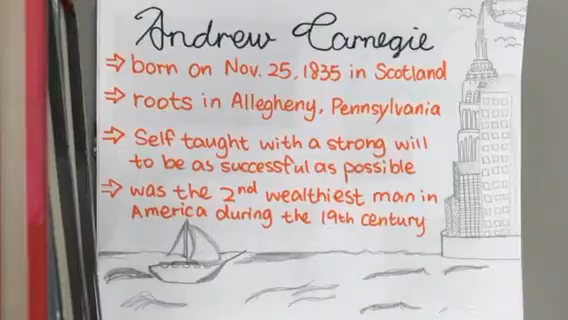 Andrew Carnegie
⇒ born on Nov. 25, 1835 in Scotland
⇒ roots in Allegheny, Pennsylvania
⇒ Self taught with a strong will
to be as successful as possible
⇒ was the 2nd wealthiest man in
America during the 19th century